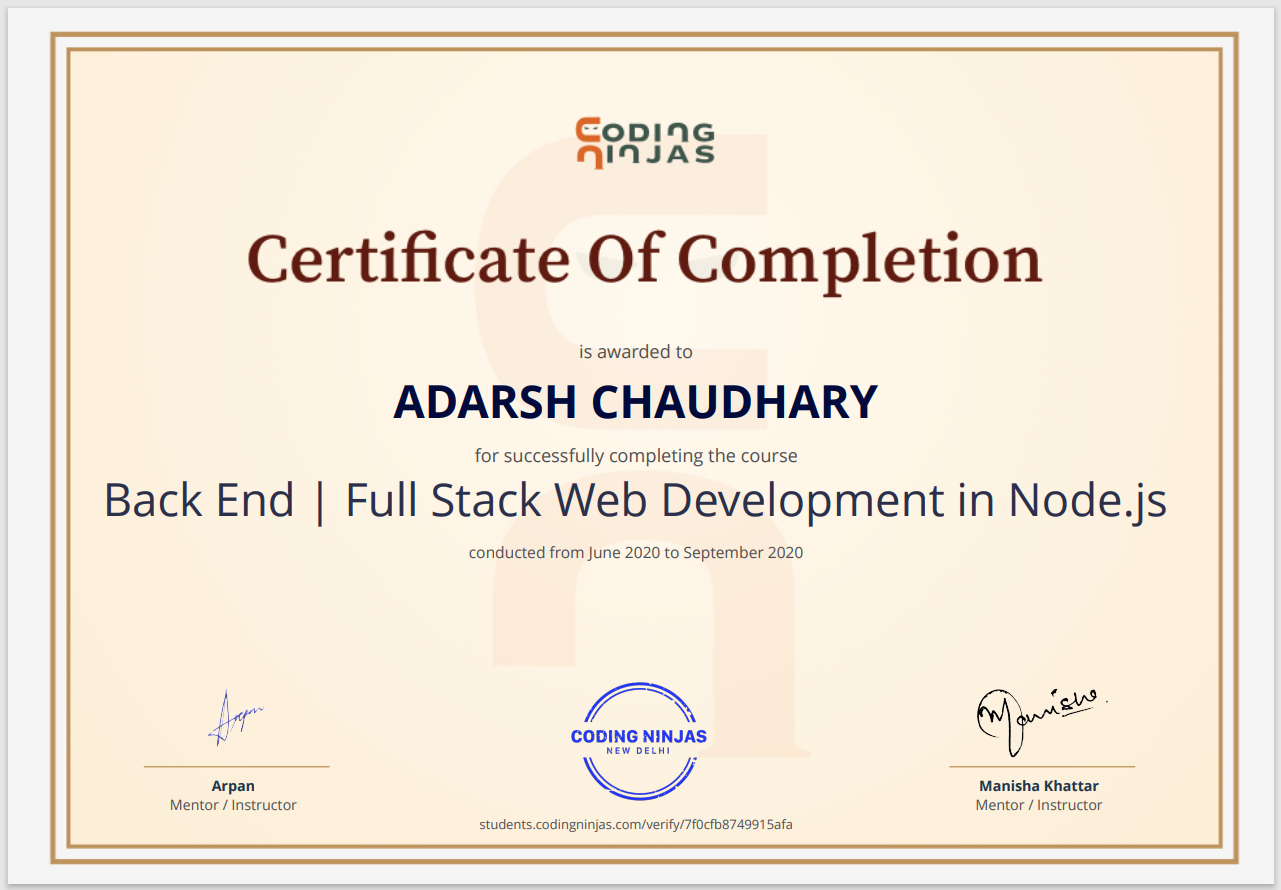 CODING
NINJAS
Certificate Of Completion
is awarded to
ADARSH CHAUDHARY
for successfully completing the course
Back End | Full Stack Web Development in Node.js
conducted from June 2020 to September 2020
Arpan
Manisha
CODING NINJAS
NEW DELHI
Arpan
Mentor / Instructor
Manisha Khattar
Mentor / Instructor
students.codingninjas.com/verify/7f0cfb8749915afa